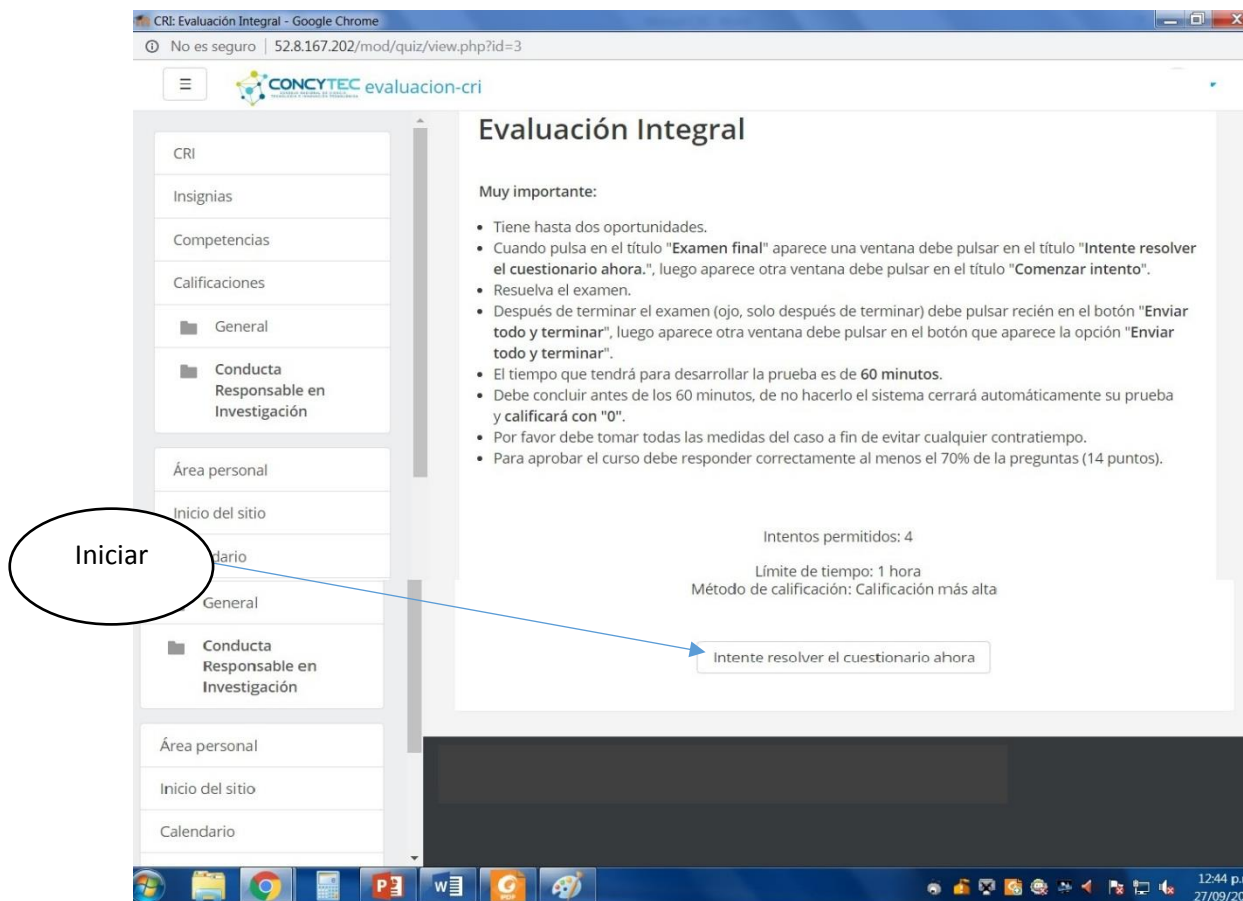 CRI: Evaluación Integral - Google Chrome
No es seguro | 52.8.167.202/mod/quiz/view.php?id=3
CONCYTEC evaluacion-cri
CRI
Insignias
Competencias
Calificaciones
General
Conducta
Responsable en
Investigación
Área personal
Inicio del sitio
dario
General
Conducta
Responsable en
Investigación
Área personal
Inicio del sitio
Calendario
Iniciar
Evaluación Integral
Muy importante:
• Tiene hasta dos oportunidades.
• Cuando pulsa en el título "Examen final" aparece una ventana debe pulsar en el título "Intente resolver
el cuestionario ahora.", luego aparece otra ventana debe pulsar en el título "Comenzar intento".
• Resuelva el examen.
• Después de terminar el examen (ojo, solo después de terminar) debe pulsar recién en el botón "Enviar
todo y terminar", luego aparece otra ventana debe pulsar en el botón que aparece la opción "Enviar
todo y terminar".
• El tiempo que tendrá para desarrollar la prueba es de 60 minutos.
• Debe concluir antes de los 60 minutos, de no hacerlo el sistema cerrará automáticamente su prueba
y calificará con "0".
• Por favor debe tomar todas las medidas del caso a fin de evitar cualquier contratiempo.
• Para aprobar el curso debe responder correctamente al menos el 70% de la preguntas (14 puntos).
Intentos permitidos: 4
Límite de tiempo: 1 hora
Método de calificación: Calificación más alta
Intente resolver el cuestionario ahora
12:44 p.
27/09/20